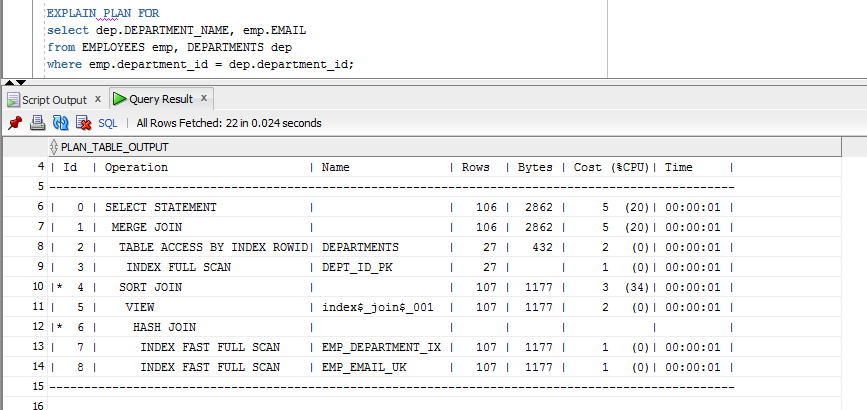 EXPLAIN PLAN FOR
select dep.DEPARTMENT_NAME, emp.EMAIL
from EMPLOYEES emp, DEPARTMENTS dep
where emp.department_id = dep.department_id;
Script Output x Query Result x
SQL | All Rows Fetched: 22 in 0.024 seconds
PLAN_TABLE_OUTPUT
4 | Id  | Operation                    | Name              | Rows  | Bytes | Cost (%CPU)| Time     |
5 -------------------------------------------------------------------------------------------
6 |   0 | SELECT STATEMENT             |                   |   106 |  2862 |     5  (20)| 00:00:01 |
7 |   1 |  MERGE JOIN                  |                   |   106 |  2862 |     5  (20)| 00:00:01 |
8 |   2 |   TABLE ACCESS BY INDEX ROWID| DEPARTMENTS       |    27 |   432 |     2   (0)| 00:00:01 |
9 |   3 |    INDEX FULL SCAN           | DEPT_ID_PK        |    27 |       |     1   (0)| 00:00:01 |
10 |*  4 |   SORT JOIN                  |                   |   107 |  1177 |     3  (34)| 00:00:01 |
11 |   5 |    VIEW                      | index$_join$_001  |   107 |  1177 |     2   (0)| 00:00:01 |
12 |*  6 |     HASH JOIN                |                   |       |       |            |          |
13 |   7 |      INDEX FAST FULL SCAN    | EMP_DEPARTMENT_IX |   107 |  1177 |     1   (0)| 00:00:01 |
14 |   8 |      INDEX FAST FULL SCAN    | EMP_EMAIL_UK      |   107 |  1177 |     1   (0)| 00:00:01 |
15 -------------------------------------------------------------------------------------------
16